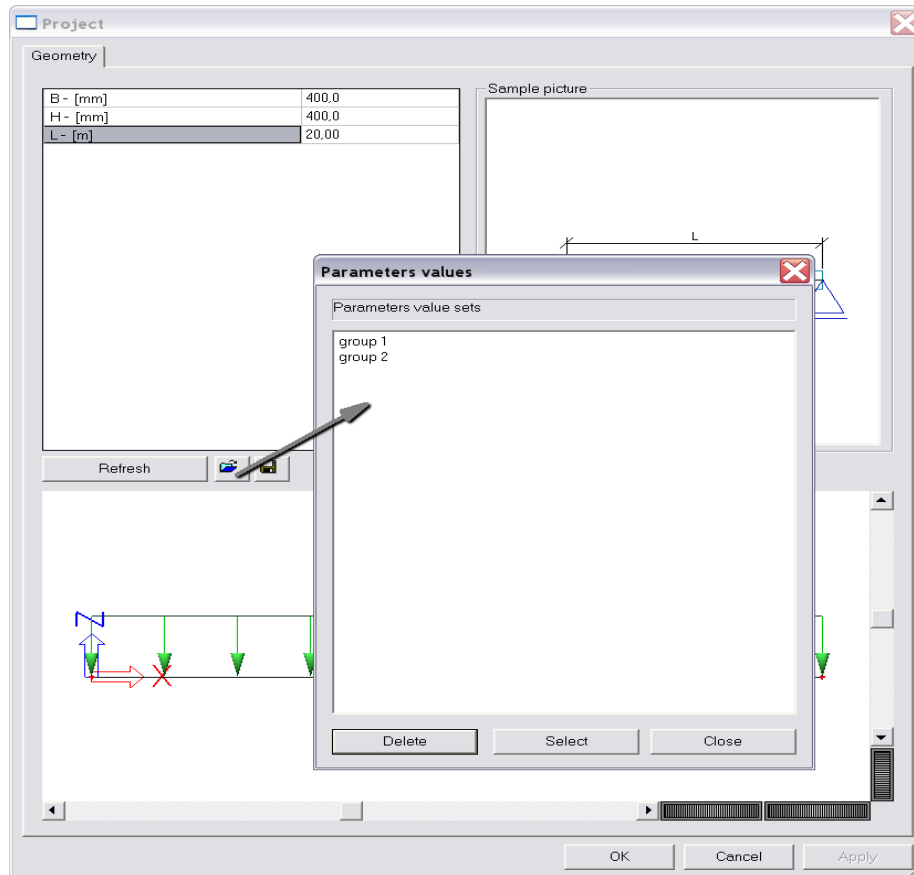 Project
Geometry
B - [mm] 400,0
H - [mm] 400,0
L - [m] 20,00
Sample picture
L
Parameters values
Parameters value sets
group 1
group 2
Refresh
Z
X
Delete Select Close
OK Cancel Apply